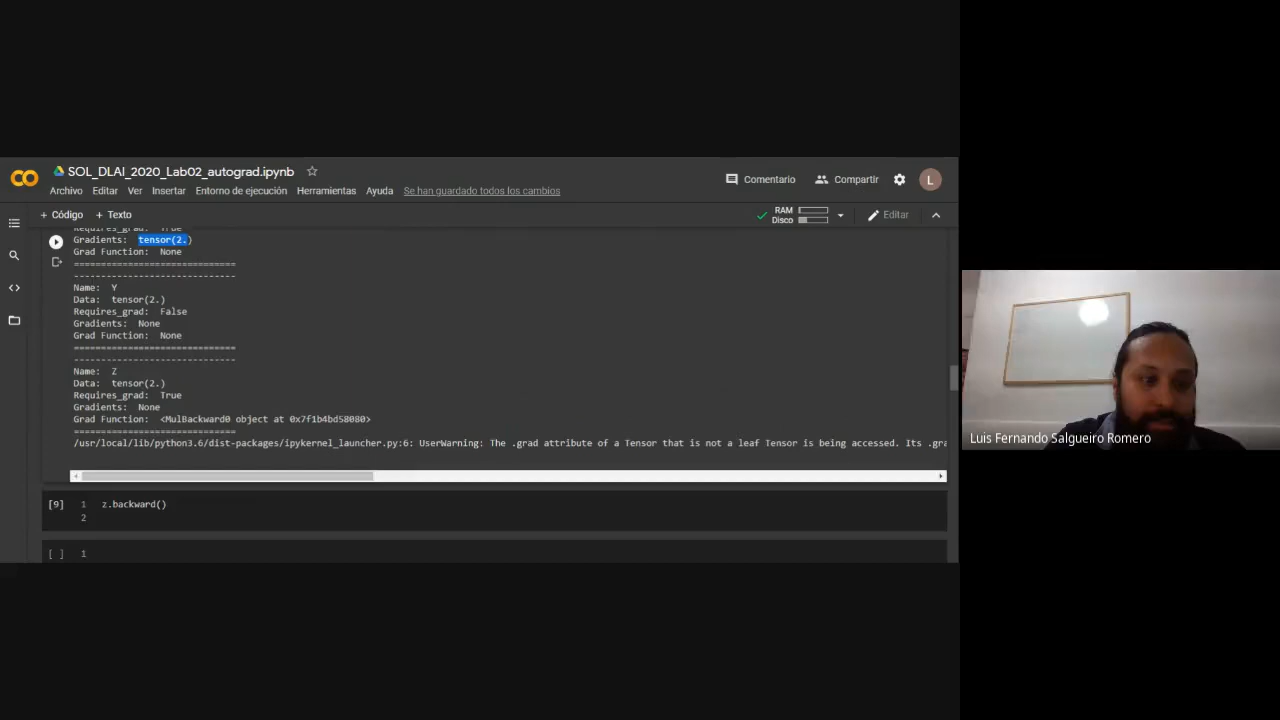 SOL_DLAI_2020_Lab02_autograd.ipynb
Archivo Editar Ver Insertar Entorno de ejecución Herramientas Ayuda Se han guardado todos los cambios
Comentario Compartir L
+ Código + Texto
RAM
Disco
Editar
Requires_grad: True
Gradients: tensor(2.)
Grad Function: None
==============================
------------------------------
Name: Y
Data: tensor(2.)
Requires_grad: False
Gradients: None
Grad Function: None
==============================
------------------------------
Name: Z
Data: tensor(2.)
Requires_grad: True
Gradients: None
Grad Function: <MulBackward0 object at 0x7f1b4bd58080>
==============================
/usr/local/lib/python3.6/dist-packages/ipykernel_launcher.py:6: UserWarning: The .grad attribute of a Tensor that is not a leaf Tensor is being accessed. Its .gra
[9] 1 z.backward()
2
[ ] 1
Luis Fernando Salgueiro Romero